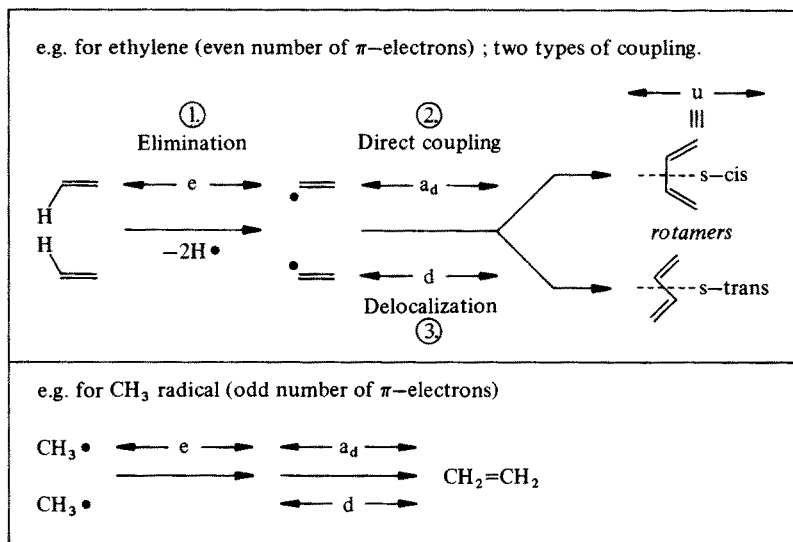 e.g. for ethylene (even number of π–electrons) ; two types of coupling.
u
①. ②.
Elimination Direct coupling
H e a_d s–cis
H rotamers
–2H• d s–trans
Delocalization
③.
e.g. for CH₃ radical (odd number of π–electrons)
CH₃• e a_d
CH₂=CH₂
CH₃• d